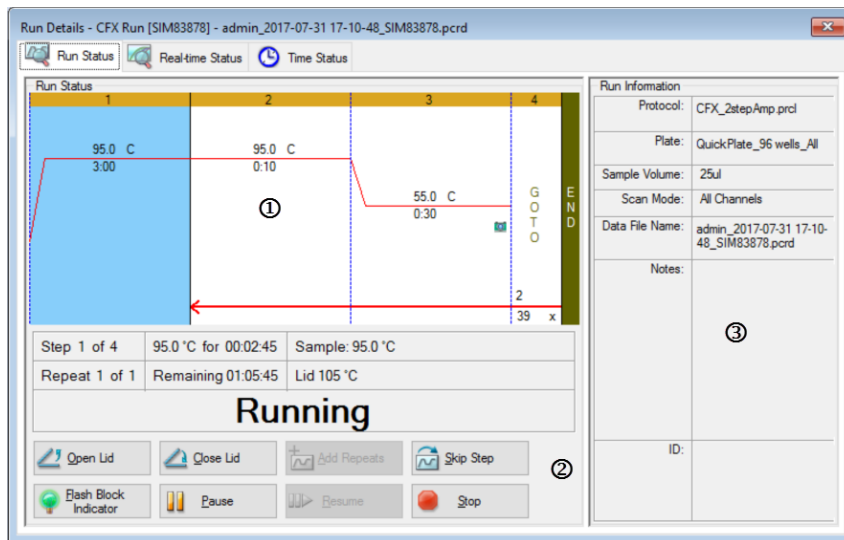 Run Details - CFX Run [SIM83878] - admin_2017-07-31 17-10-48_SIM83878.pcrd
Run Status
Real-time Status
Time Status
Run Status
1 2 3 4
95.0 C
3:00
95.0 C
0:10
55.0 C
0:30
GOTO
END
①
2
39 x
Step 1 of 4 95.0 °C for 00:02:45 Sample: 95.0 °C
Repeat 1 of 1 Remaining 01:05:45 Lid 105 °C
Running
Open Lid
Close Lid
Add Repeats
Skip Step
②
Flash Block
Indicator
Pause
Resume
Stop
Run Information
Protocol: CFX_2stepAmp.prcl
Plate: QuickPlate_96 wells_All
Sample Volume: 25ul
Scan Mode: All Channels
Data File Name: admin_2017-07-31 17-10-
48_SIM83878.pcrd
Notes:
③
ID: